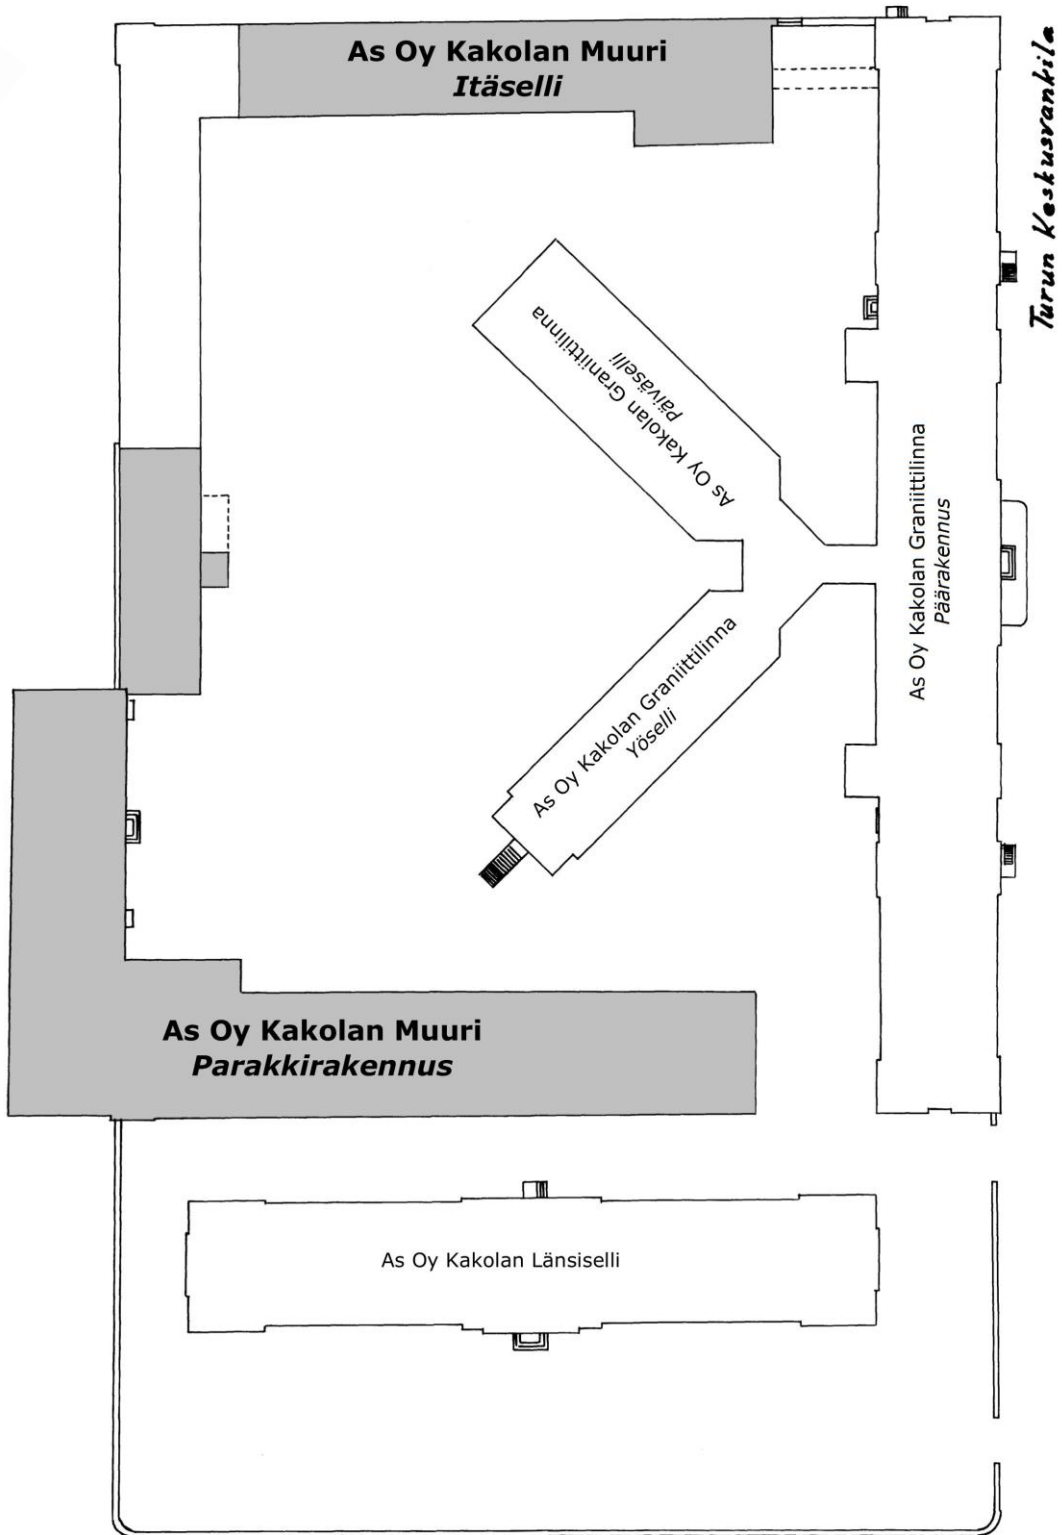 As Oy Kakolan Muuri
Itäselli
Turun Keskusvankila
As Oy Kakolan Graniittilinna
Päiväselli
As Oy Kakolan Graniittilinna
Päärakennus
As Oy Kakolan Graniittilinna
Yöselli
As Oy Kakolan Muuri
Parakkirakennus
As Oy Kakolan Länsiselli